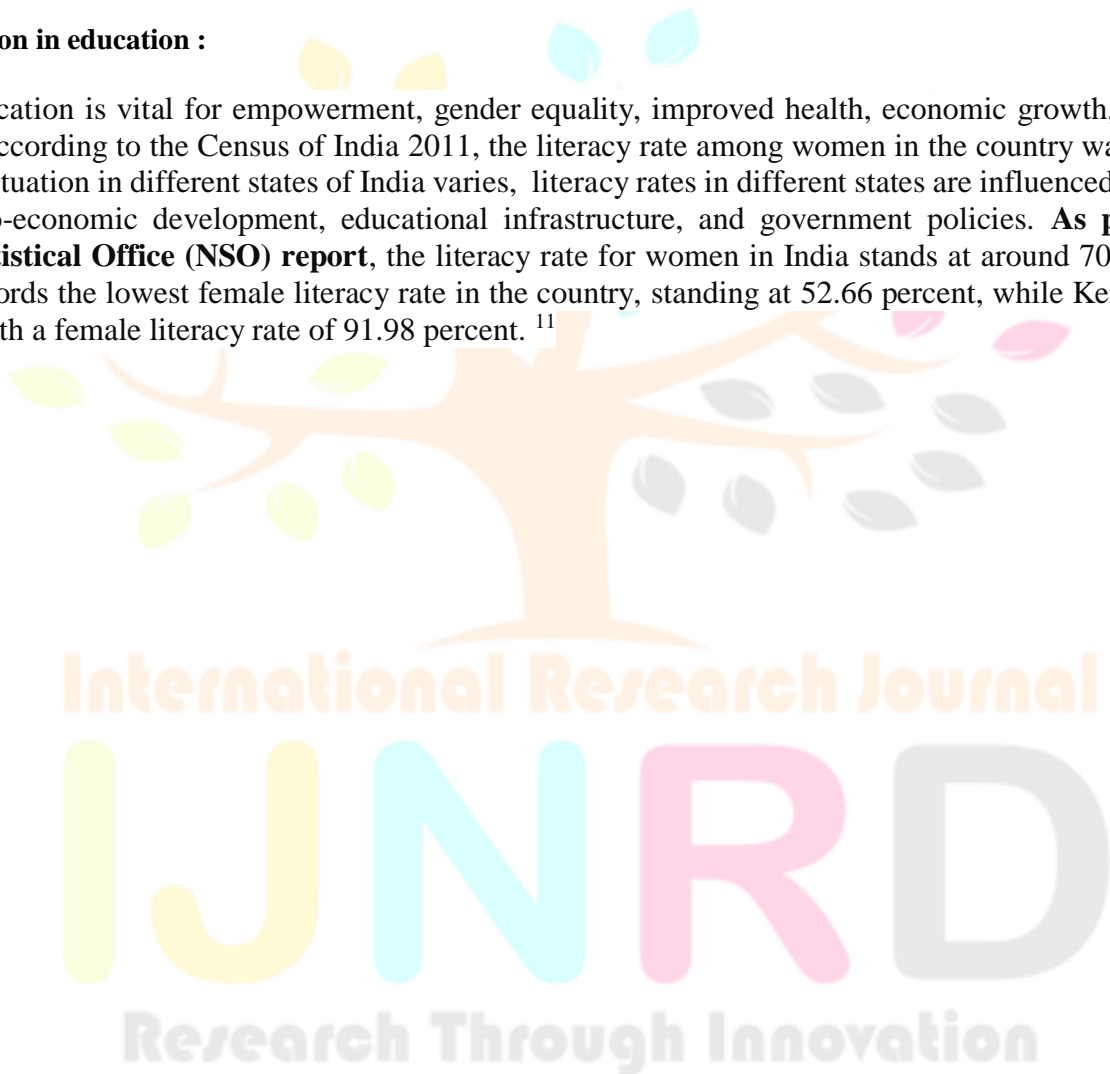 on in education :
cation is vital for empowerment, gender equality, improved health, economic growth,
ccording to the Census of India 2011, the literacy rate among women in the country wa
tuation in different states of India varies, literacy rates in different states are influenced
o-economic development, educational infrastructure, and government policies. As p
tistical Office (NSO) report, the literacy rate for women in India stands at around 70
ords the lowest female literacy rate in the country, standing at 52.66 percent, while Ke
th a female literacy rate of 91.98 percent. 11
International Research Journal
IJNRD
Research Through Innovation